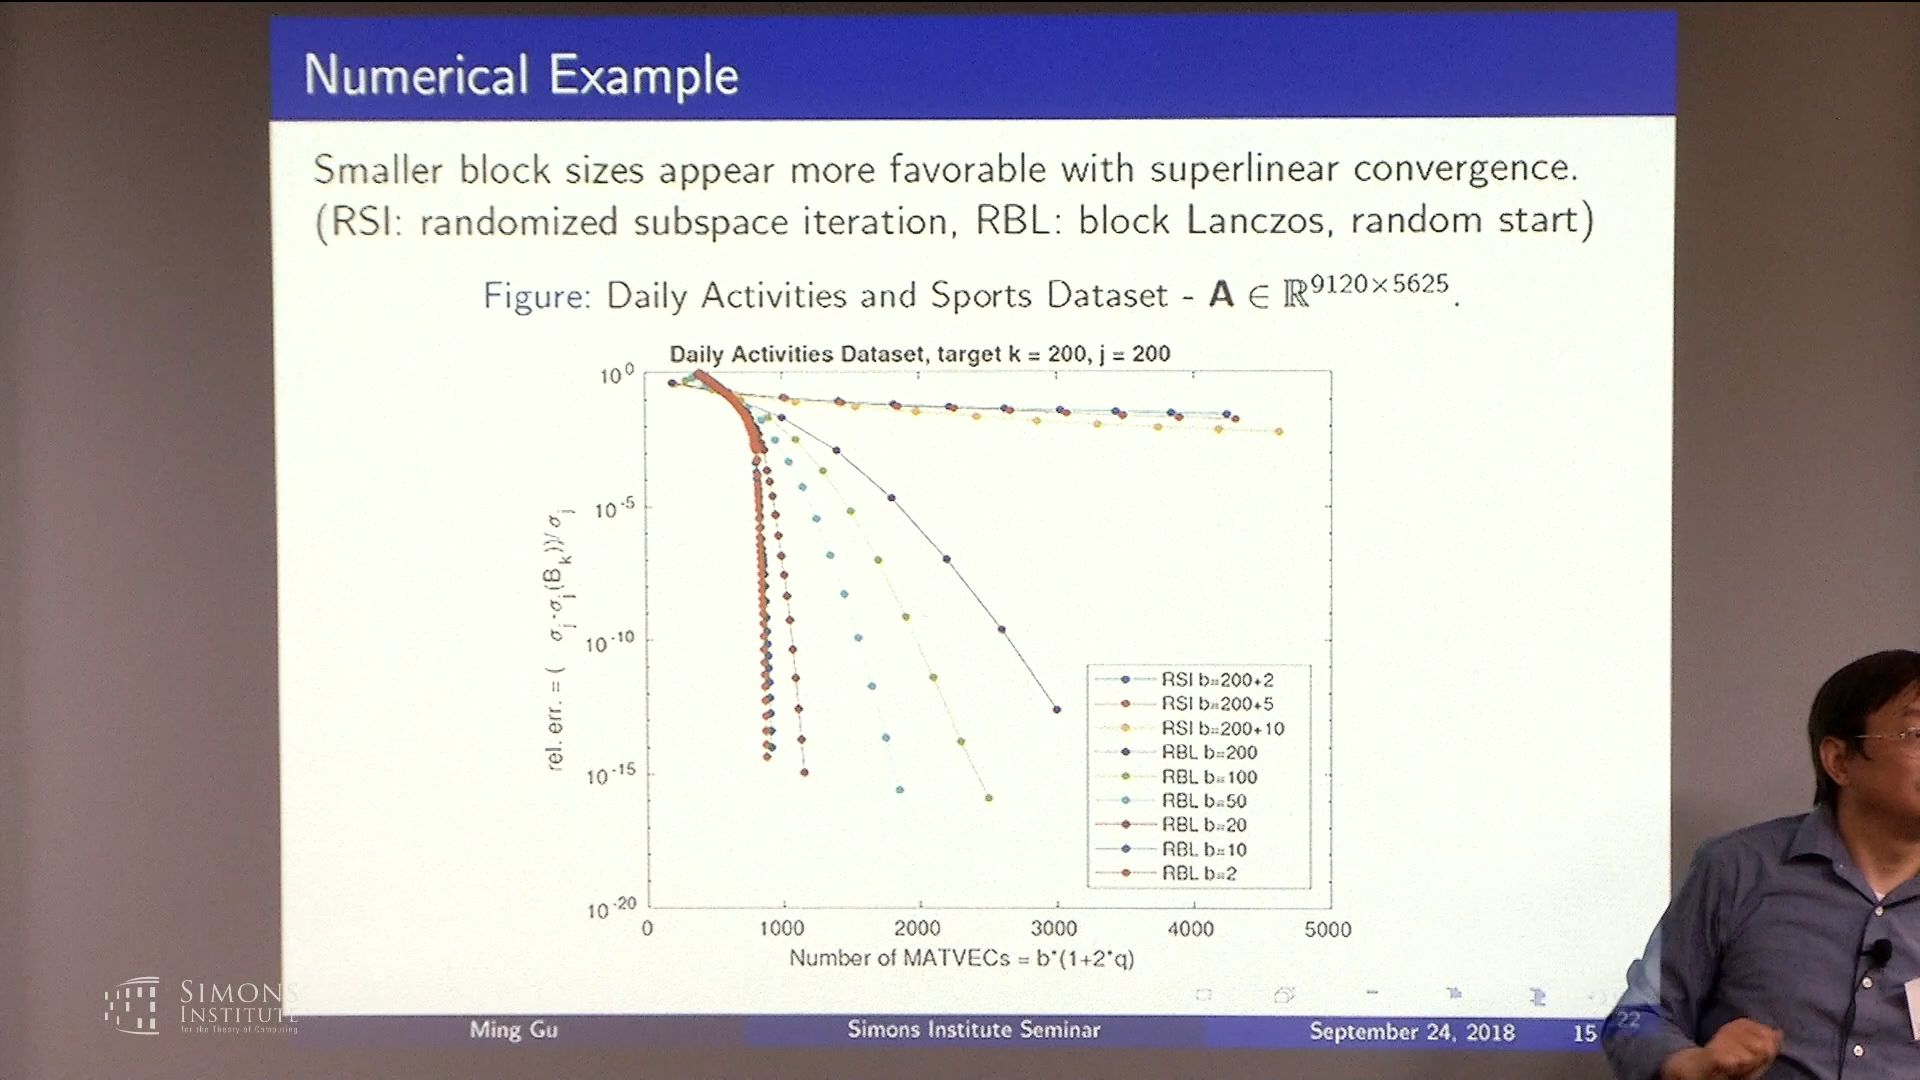 Numerical Example
Smaller block sizes appear more favorable with superlinear convergence.
(RSI: randomized subspace iteration, RBL: block Lanczos, random start)
Figure: Daily Activities and Sports Dataset - A ∈ ℝ^{9120×5625}.
Daily Activities Dataset, target k = 200, j = 200
10^0
10^-5
10^-10
10^-15
10^-20
rel. err. = ( σ_j-σ_j(B_k))/σ_j
RSI b=200+2
RSI b=200+5
RSI b=200+10
RBL b=200
RBL b=100
RBL b=50
RBL b=20
RBL b=10
RBL b=2
0 1000 2000 3000 4000 5000
Number of MATVECs = b*(1+2*q)
SIMONS
INSTITUTE
for the Theory of Computing
Ming Gu Simons Institute Seminar September 24, 2018 15 22